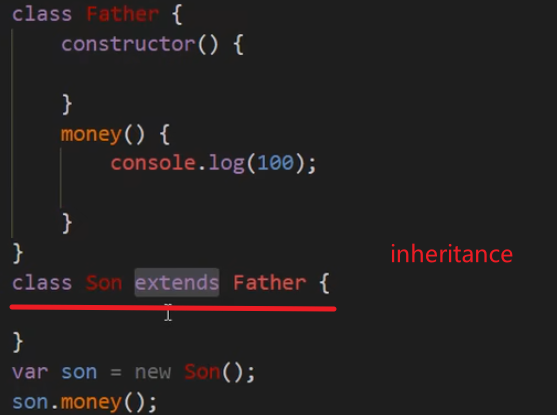 class Father {
constructor() {
}
money() {
console.log(100);
}
}
inheritance
class Son extends Father {
}
var son = new Son();
son.money();